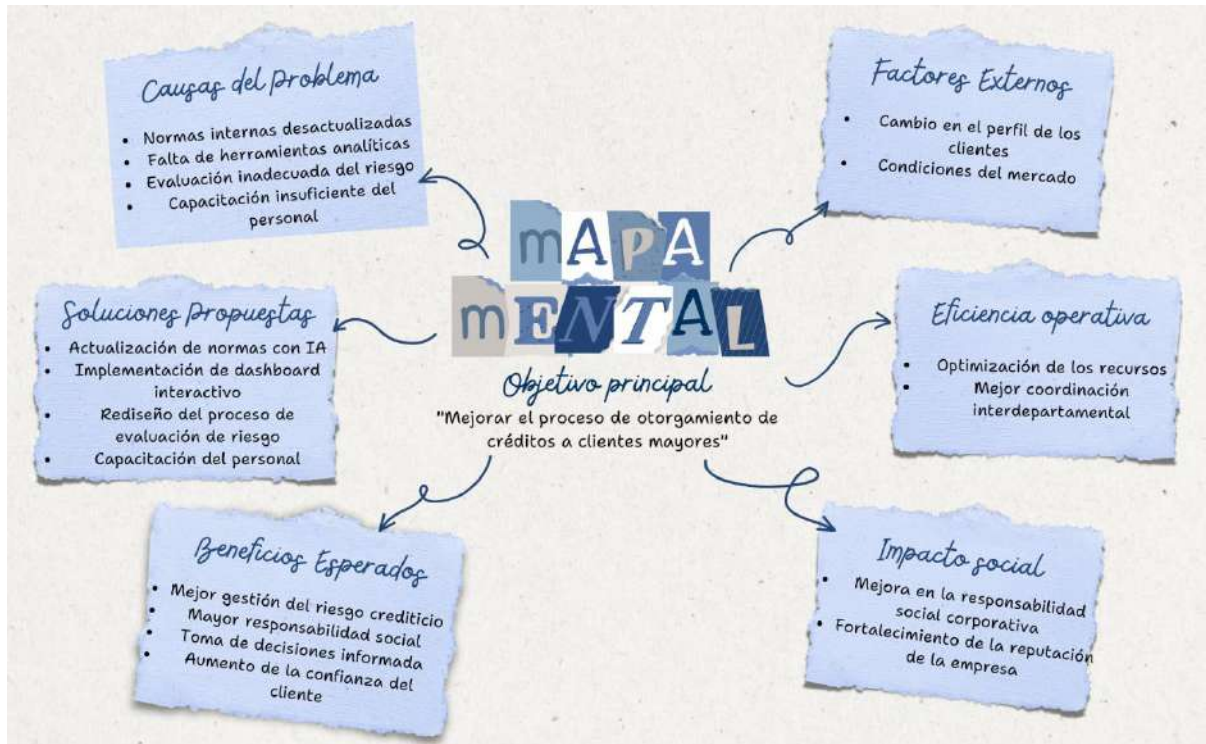 Causas del Problema
• Normas internas desactualizadas
• Falta de herramientas analíticas
• Evaluación inadecuada del riesgo
• Capacitación insuficiente del
personal
Factores Externos
• Cambio en el perfil de los
clientes
• Condiciones del mercado
mAPA
mENTAL
Objetivo principal
"Mejorar el proceso de otorgamiento de
créditos a clientes mayores"
Soluciones Propuestas
• Actualización de normas con IA
• Implementación de dashboard
interactivo
• Rediseño del proceso de
evaluación de riesgo
• Capacitación del personal
Eficiencia operativa
• Optimización de los recursos
• Mejor coordinación
interdepartamental
Beneficios Esperados
• Mejor gestión del riesgo crediticio
• Mayor responsabilidad social
• Toma de decisiones informada
• Aumento de la confianza del
cliente
Impacto social
• Mejora en la responsabilidad
social corporativa
• Fortalecimiento de la reputación
de la empresa